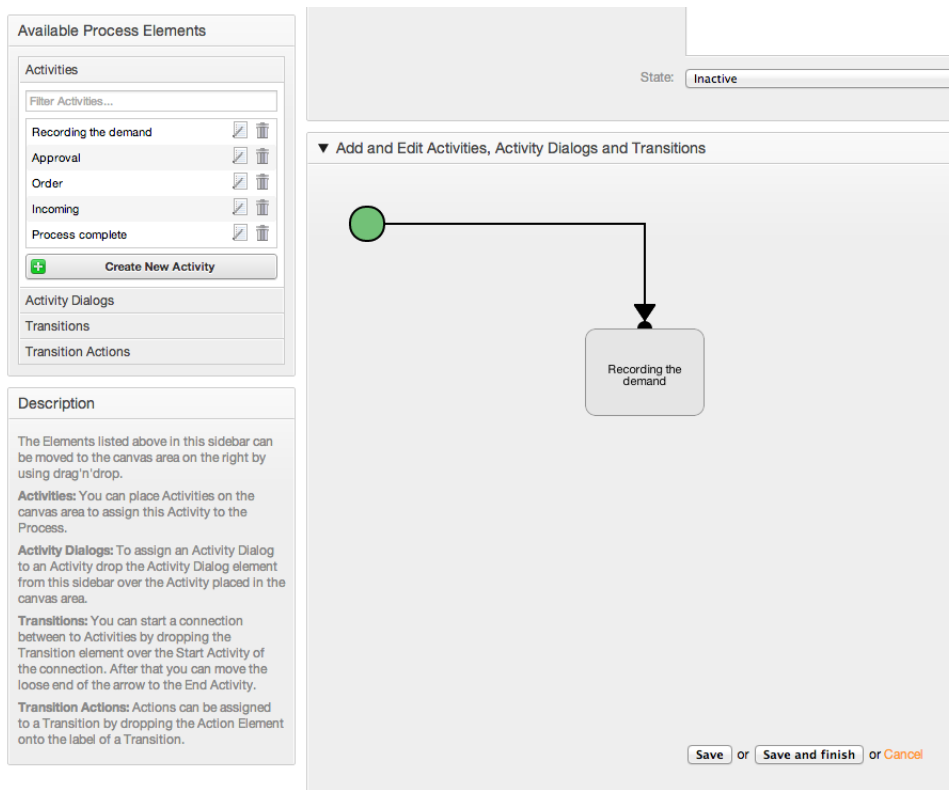 Available Process Elements
Activities
Filter Activities...
Recording the demand
Approval
Order
Incoming
Process complete
Create New Activity
Activity Dialogs
Transitions
Transition Actions
Description
The Elements listed above in this sidebar can
be moved to the canvas area on the right by
using drag'n'drop.
Activities: You can place Activities on the
canvas area to assign this Activity to the
Process.
Activity Dialogs: To assign an Activity Dialog
to an Activity drop the Activity Dialog element
from this sidebar over the Activity placed in the
canvas area.
Transitions: You can start a connection
between to Activities by dropping the
Transition element over the Start Activity of
the connection. After that you can move the
loose end of the arrow to the End Activity.
Transition Actions: Actions can be assigned
to a Transition by dropping the Action Element
onto the label of a Transition.
State: Inactive
▼ Add and Edit Activities, Activity Dialogs and Transitions
Recording the
demand
Save or Save and finish or Cancel